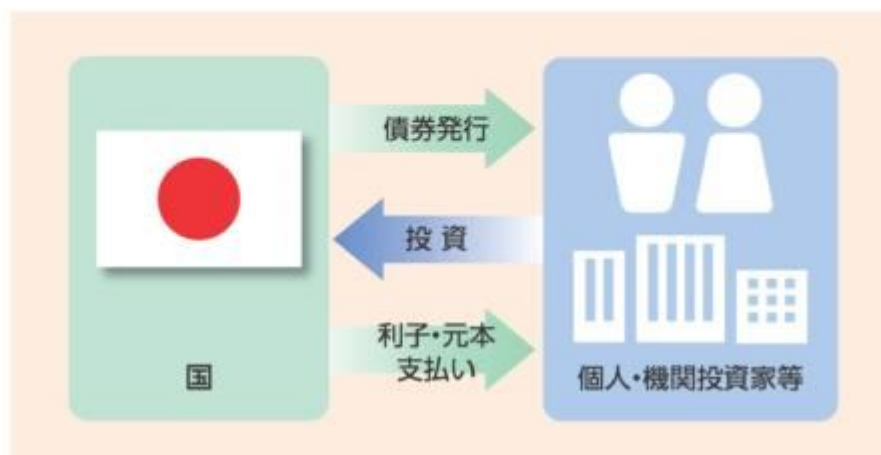 債券発行
投資
利子・元本
支払い
国
個人・機関投資家等